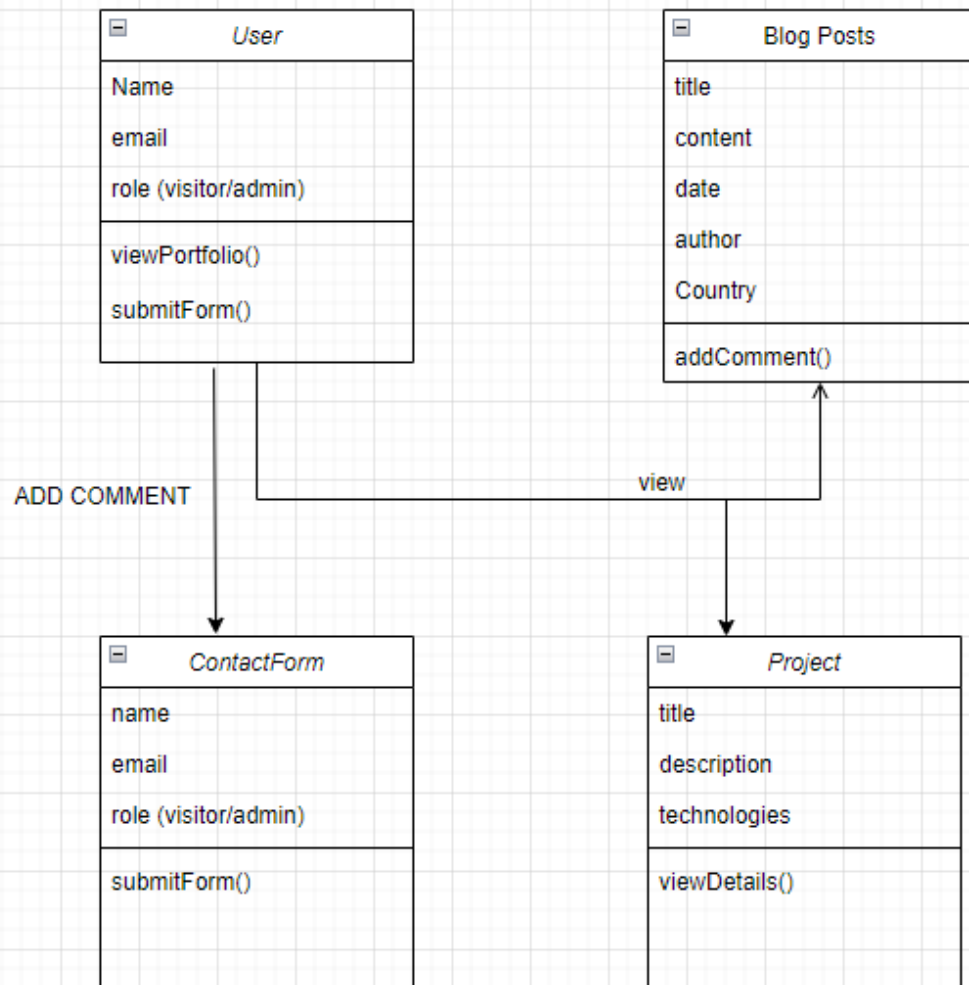 User
Name
email
role (visitor/admin)
viewPortfolio()
submitForm()
Blog Posts
title
content
date
author
Country
addComment()
ADD COMMENT
view
ContactForm
name
email
role (visitor/admin)
submitForm()
Project
title
description
technologies
viewDetails()